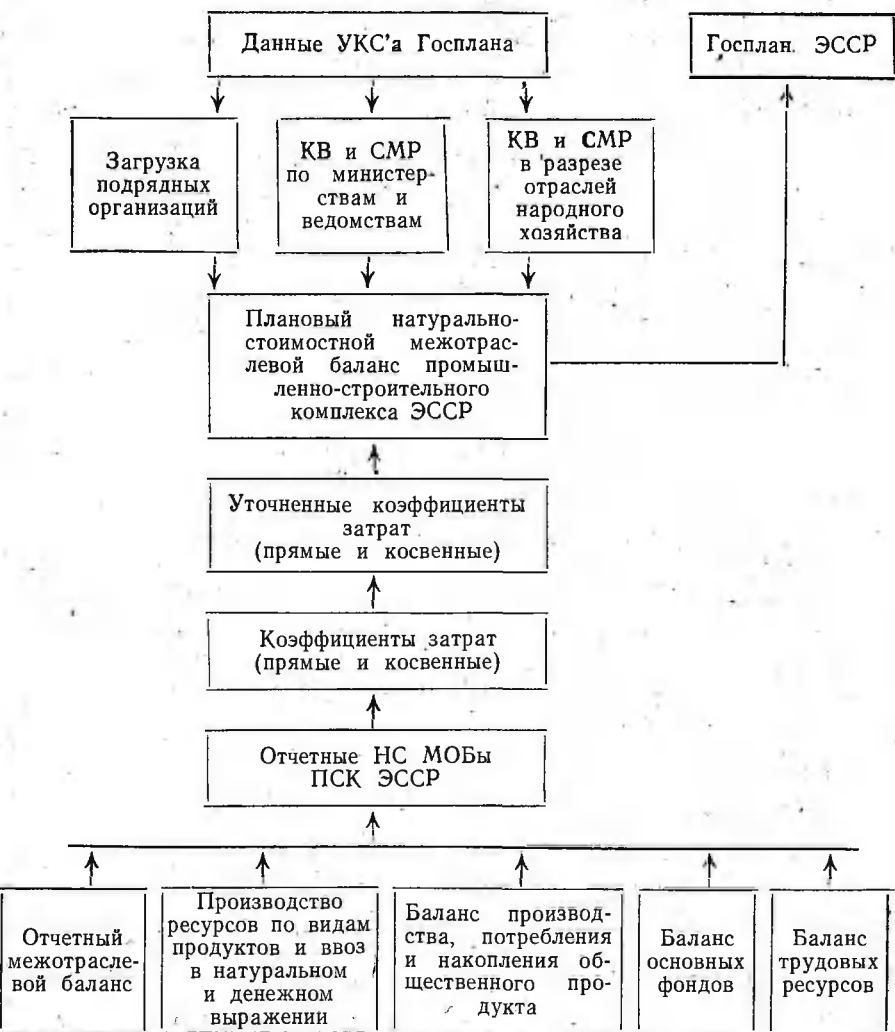 Данные УКС'а Госплана
Госплан. ЭССР
Загрузка
подрядных
организаций
КВ и СМР
по министер-
ствам и
ведомствам
КВ и СМР
в разрезе
отраслей
народного
хозяйства
Плановый натурально-
стоимостной межотрас-
левой баланс промыш-
ленно-строительного
комплекса ЭССР
Уточненные коэффициенты
затрат
(прямые и косвенные)
Коэффициенты затрат
(прямые и косвенные)
Отчетные НС МОБы
ПСК ЭССР
Отчетный
межотрасле-
вой баланс
Производство
ресурсов по видам
продуктов и ввоз
в натуральном
и денежном
выражении
Баланс производ-
ства, потребления
и накопления об-
щественного про-
дукта
Баланс
основных
фондов
Баланс
трудовых
ресурсов